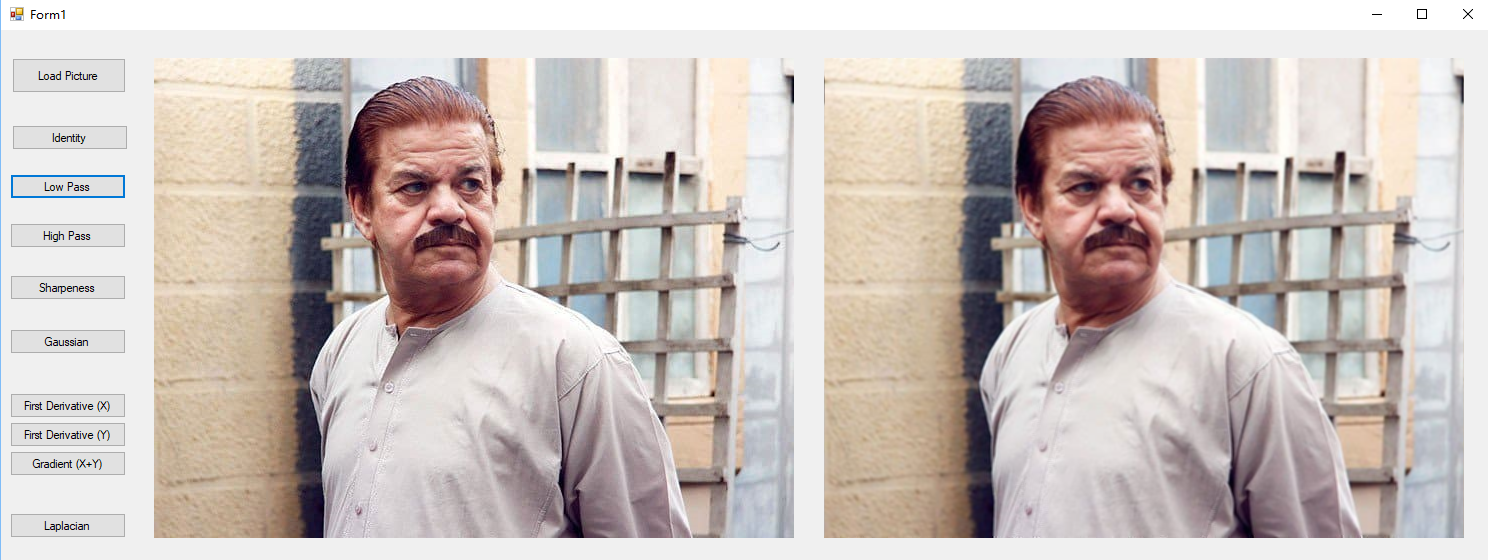 Form1
Load Picture
Identity
Low Pass
High Pass
Sharpeness
Gaussian
First Derivative (X)
First Derivative (Y)
Gradient (X+Y)
Laplacian